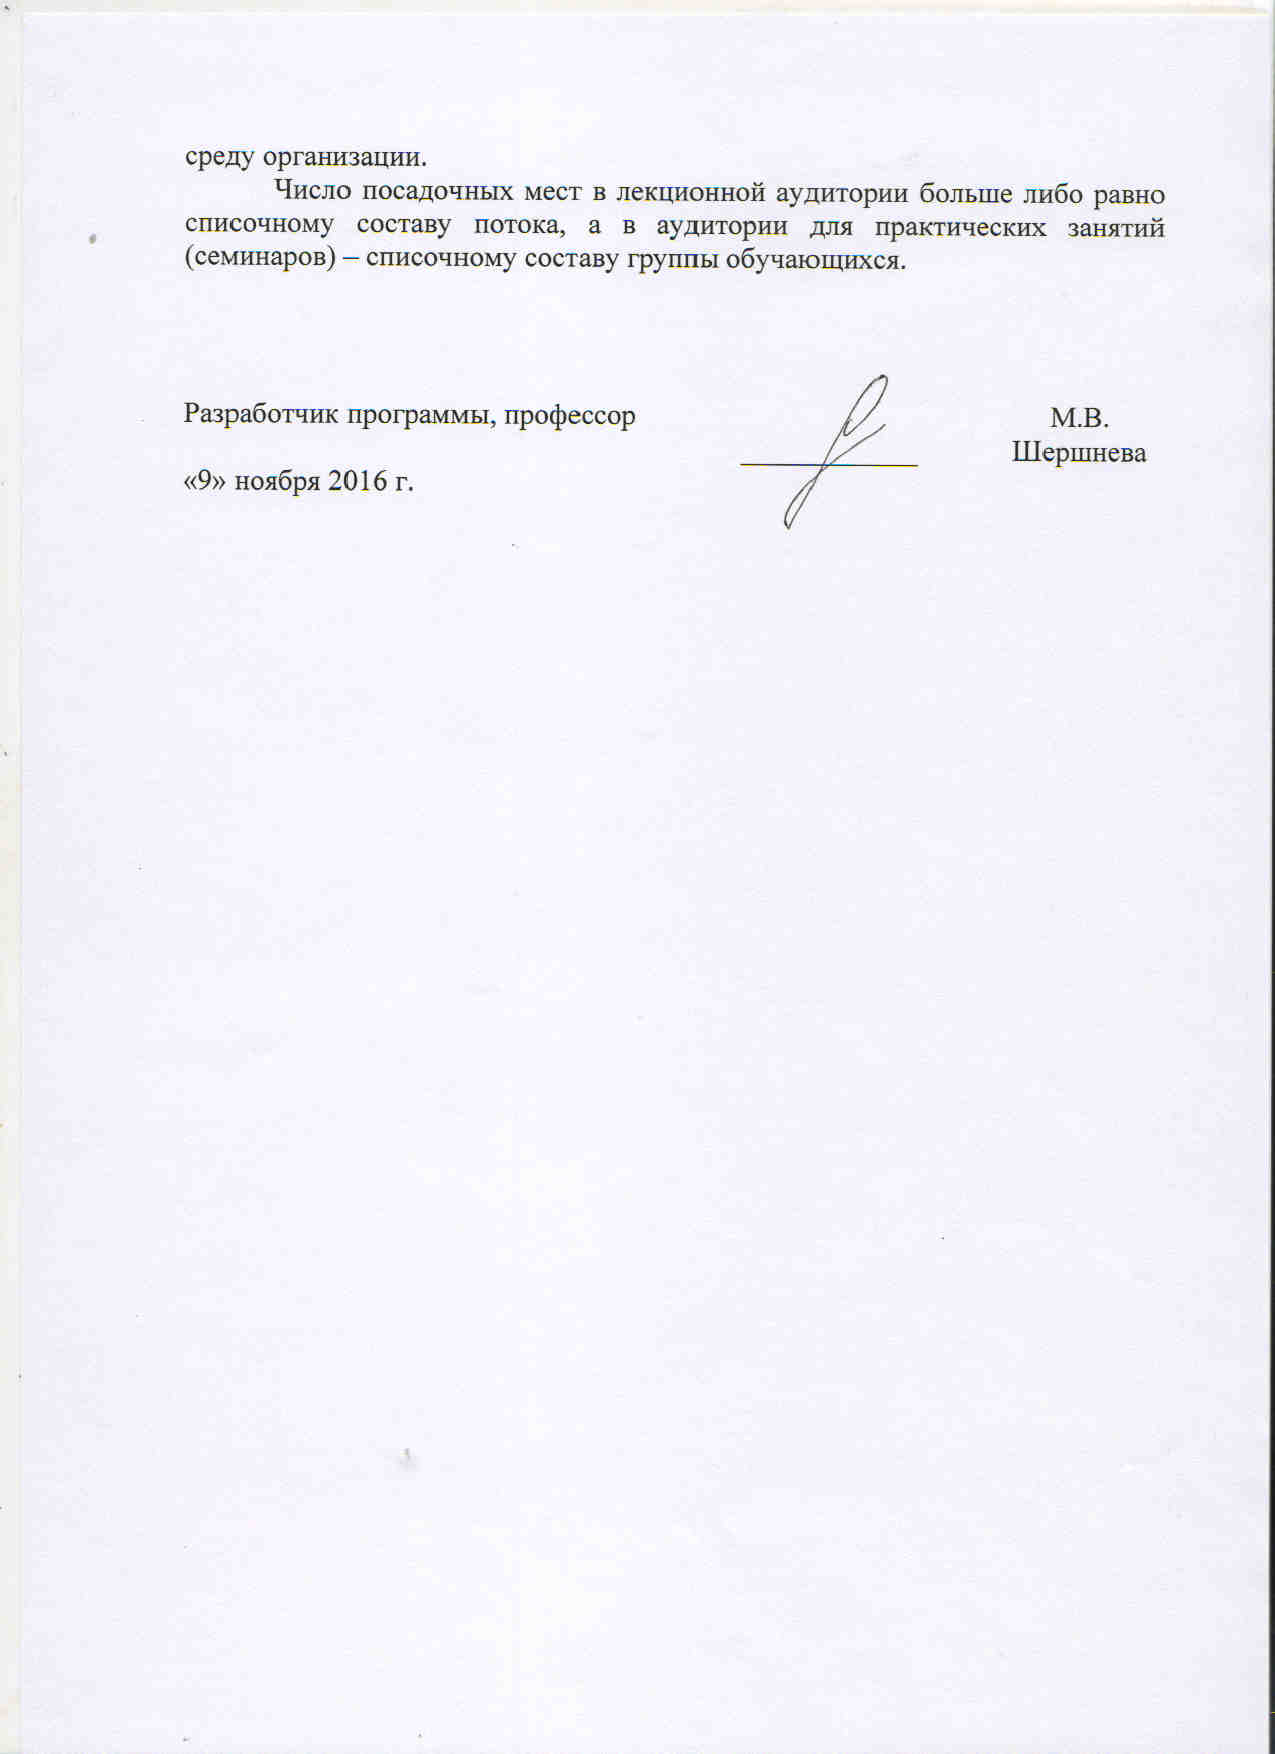 среду организации.
Число посадочных мест в лекционной аудитории больше либо равно
списочному составу потока, а в аудитории для практических занятий
(семинаров) – списочному составу группы обучающихся.
Разработчик программы, профессор
М.В.
Шершнева
«9» ноября 2016 г.